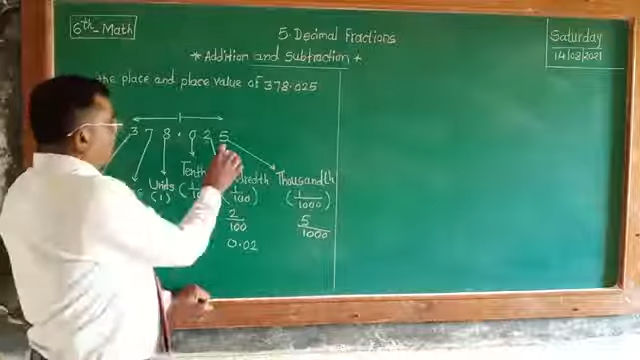 6th - Math
5. Decimal Fractions
Saturday
14/08/2021
* Addition and Subtraction *
the place and place value of 378.025
3 7 8 . 0 2 5
Tenth
Thousandth
Units
(1)
(1/100)
(1/1000)
2/100
5/1000
0.02